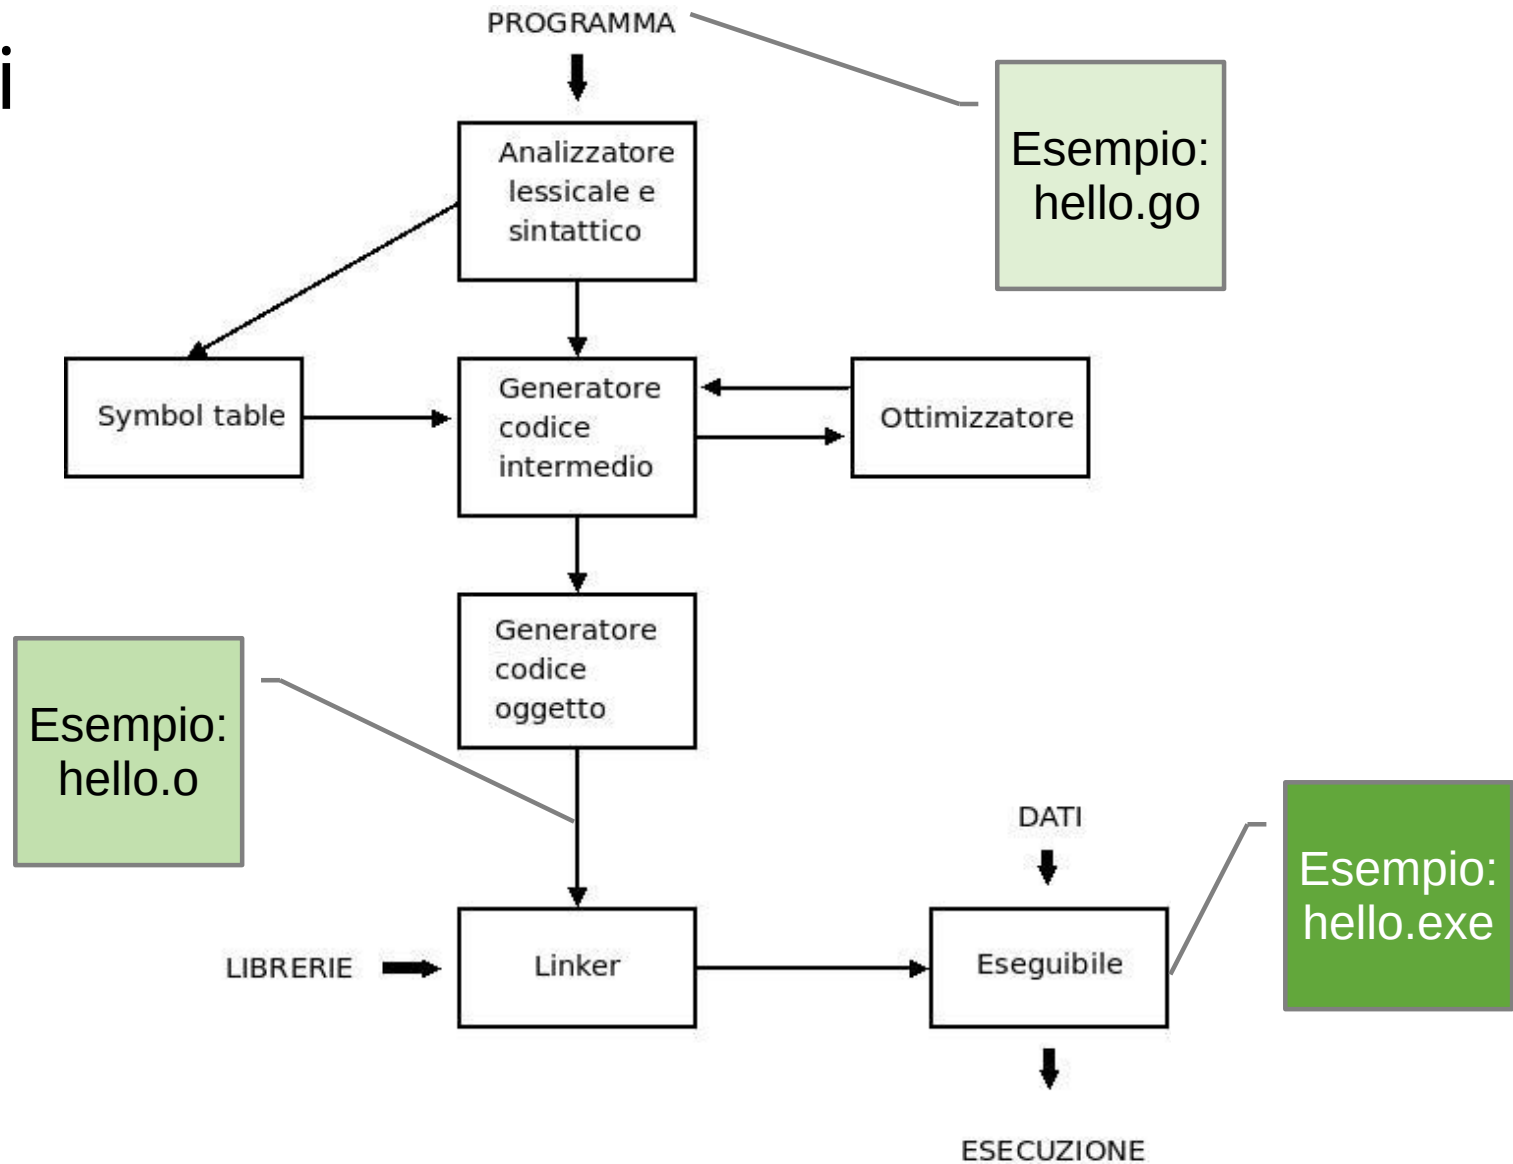 i
PROGRAMMA
Esempio:
hello.go
Analizzatore
lessicale e
sintattico
Symbol table
Generatore
codice
intermedio
Ottimizzatore
Generatore
codice
oggetto
Esempio:
hello.o
DATI
Esempio:
hello.exe
LIBRERIE
Linker
Eseguibile
ESECUZIONE